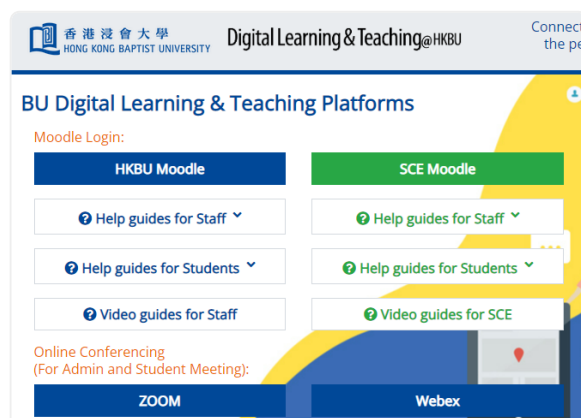 香港浸會大學
HONG KONG BAPTIST UNIVERSITY
Digital Learning & Teaching@HKBU
Connect
the pe
BU Digital Learning & Teaching Platforms
Moodle Login:
HKBU Moodle
SCE Moodle
Help guides for Staff
Help guides for Staff
Help guides for Students
Help guides for Students
Video guides for Staff
Video guides for SCE
Online Conferencing
(For Admin and Student Meeting):
ZOOM
Webex